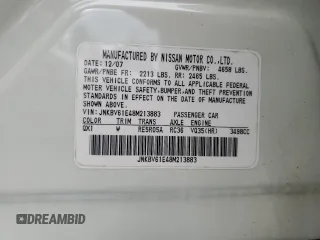 MANUFACTURED BY NISSAN MOTOR CO.,LTD.
DATE: 12/07 GVWR/PNBV: 4658 LBS.
GAWR/PNBE FR: 2213 LBS. RR: 2465 LBS.
THIS VEHICLE CONFORMS TO ALL APPLICABLE FEDERAL
MOTOR VEHICLE SAFETY,BUMPER,AND THEFT
PREVENTION STANDARDS IN EFFECT ON THE DATE OF MANUFACTURE
SHOWN ABOVE.
VIN: JNKBV61E48M213883 PASSENGER CAR
COLOR TRIM TRANS AXLE ENGINE
QX1 W RE5R05A RC36 VQ35(HR) 3498CC
JNKBV61E48M213883
CREASEMBID